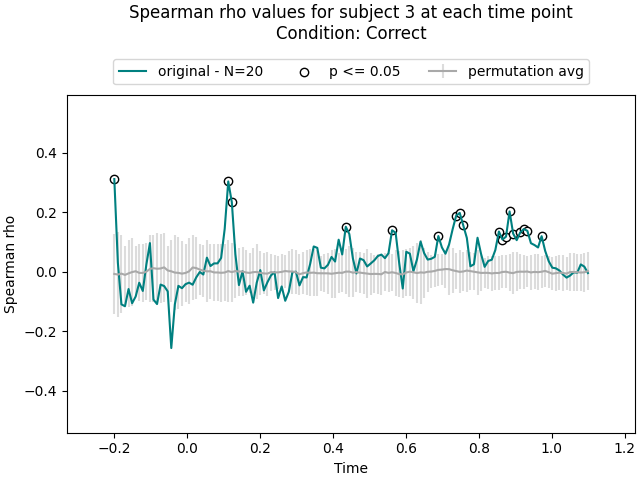 Spearman rho values for subject 3 at each time point
Condition: Correct
original - N=20
p <= 0.05
permutation avg
Spearman rho
0.4
0.2
0.0
−0.2
−0.4
−0.2
0.0
0.2
0.4
0.6
0.8
1.0
1.2
Time